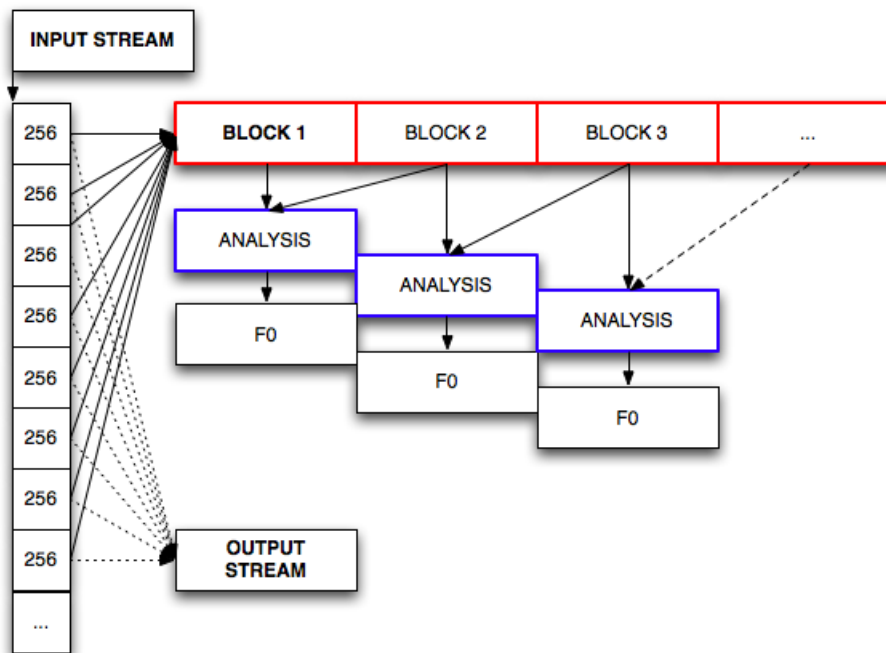 INPUT STREAM
256
256
256
256
256
256
256
256
...
BLOCK 1
BLOCK 2
BLOCK 3
...
ANALYSIS
F0
ANALYSIS
F0
ANALYSIS
F0
OUTPUT
STREAM